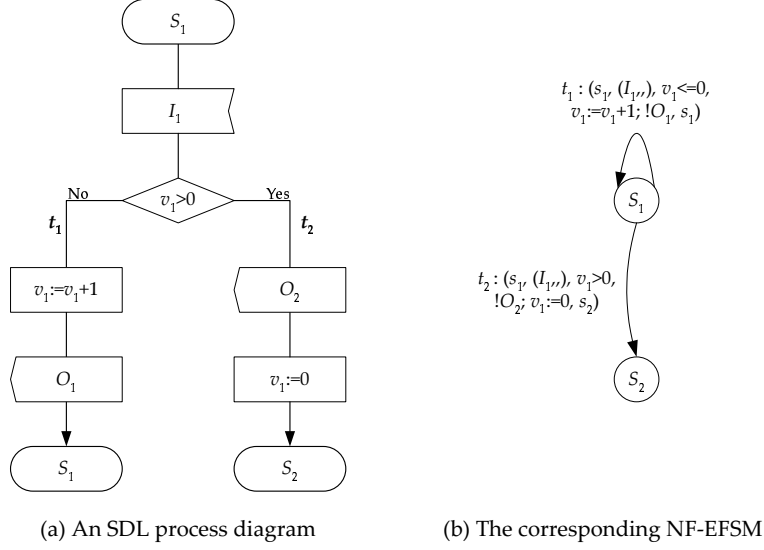 S₁
I₁
v₁>0
No
Yes
t₁
t₂
v₁:=v₁+1
O₂
O₁
v₁:=0
S₁
S₂
(a) An SDL process diagram
t₁ : (s₁, (I₁,,), v₁<=0,
v₁:=v₁+1; !O₁, s₁)
S₁
t₂ : (s₁, (I₁,,), v₁>0,
!O₂; v₁:=0, s₂)
S₂
(b) The corresponding NF-EFSM